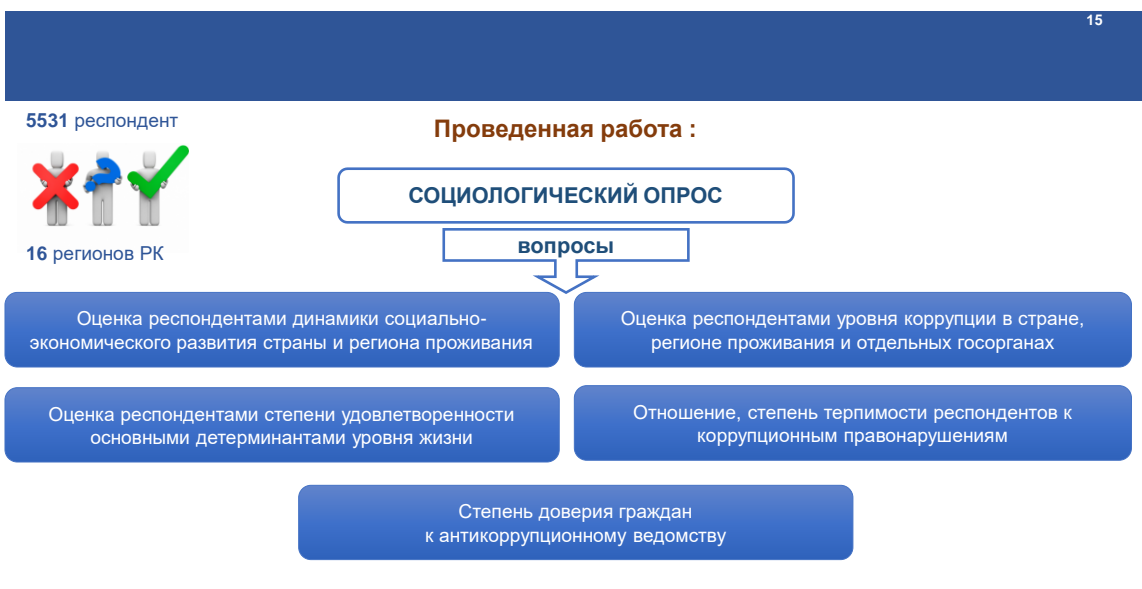 15
5531 респондент
Проведенная работа :
СОЦИОЛОГИЧЕСКИЙ ОПРОС
16 регионов РК
вопросы
Оценка респондентами динамики социально-
экономического развития страны и региона проживания
Оценка респондентами уровня коррупции в стране,
регионе проживания и отдельных госорганах
Оценка респондентами степени удовлетворенности
основными детерминантами уровня жизни
Отношение, степень терпимости респондентов к
коррупционным правонарушениям
Степень доверия граждан
к антикоррупционному ведомству